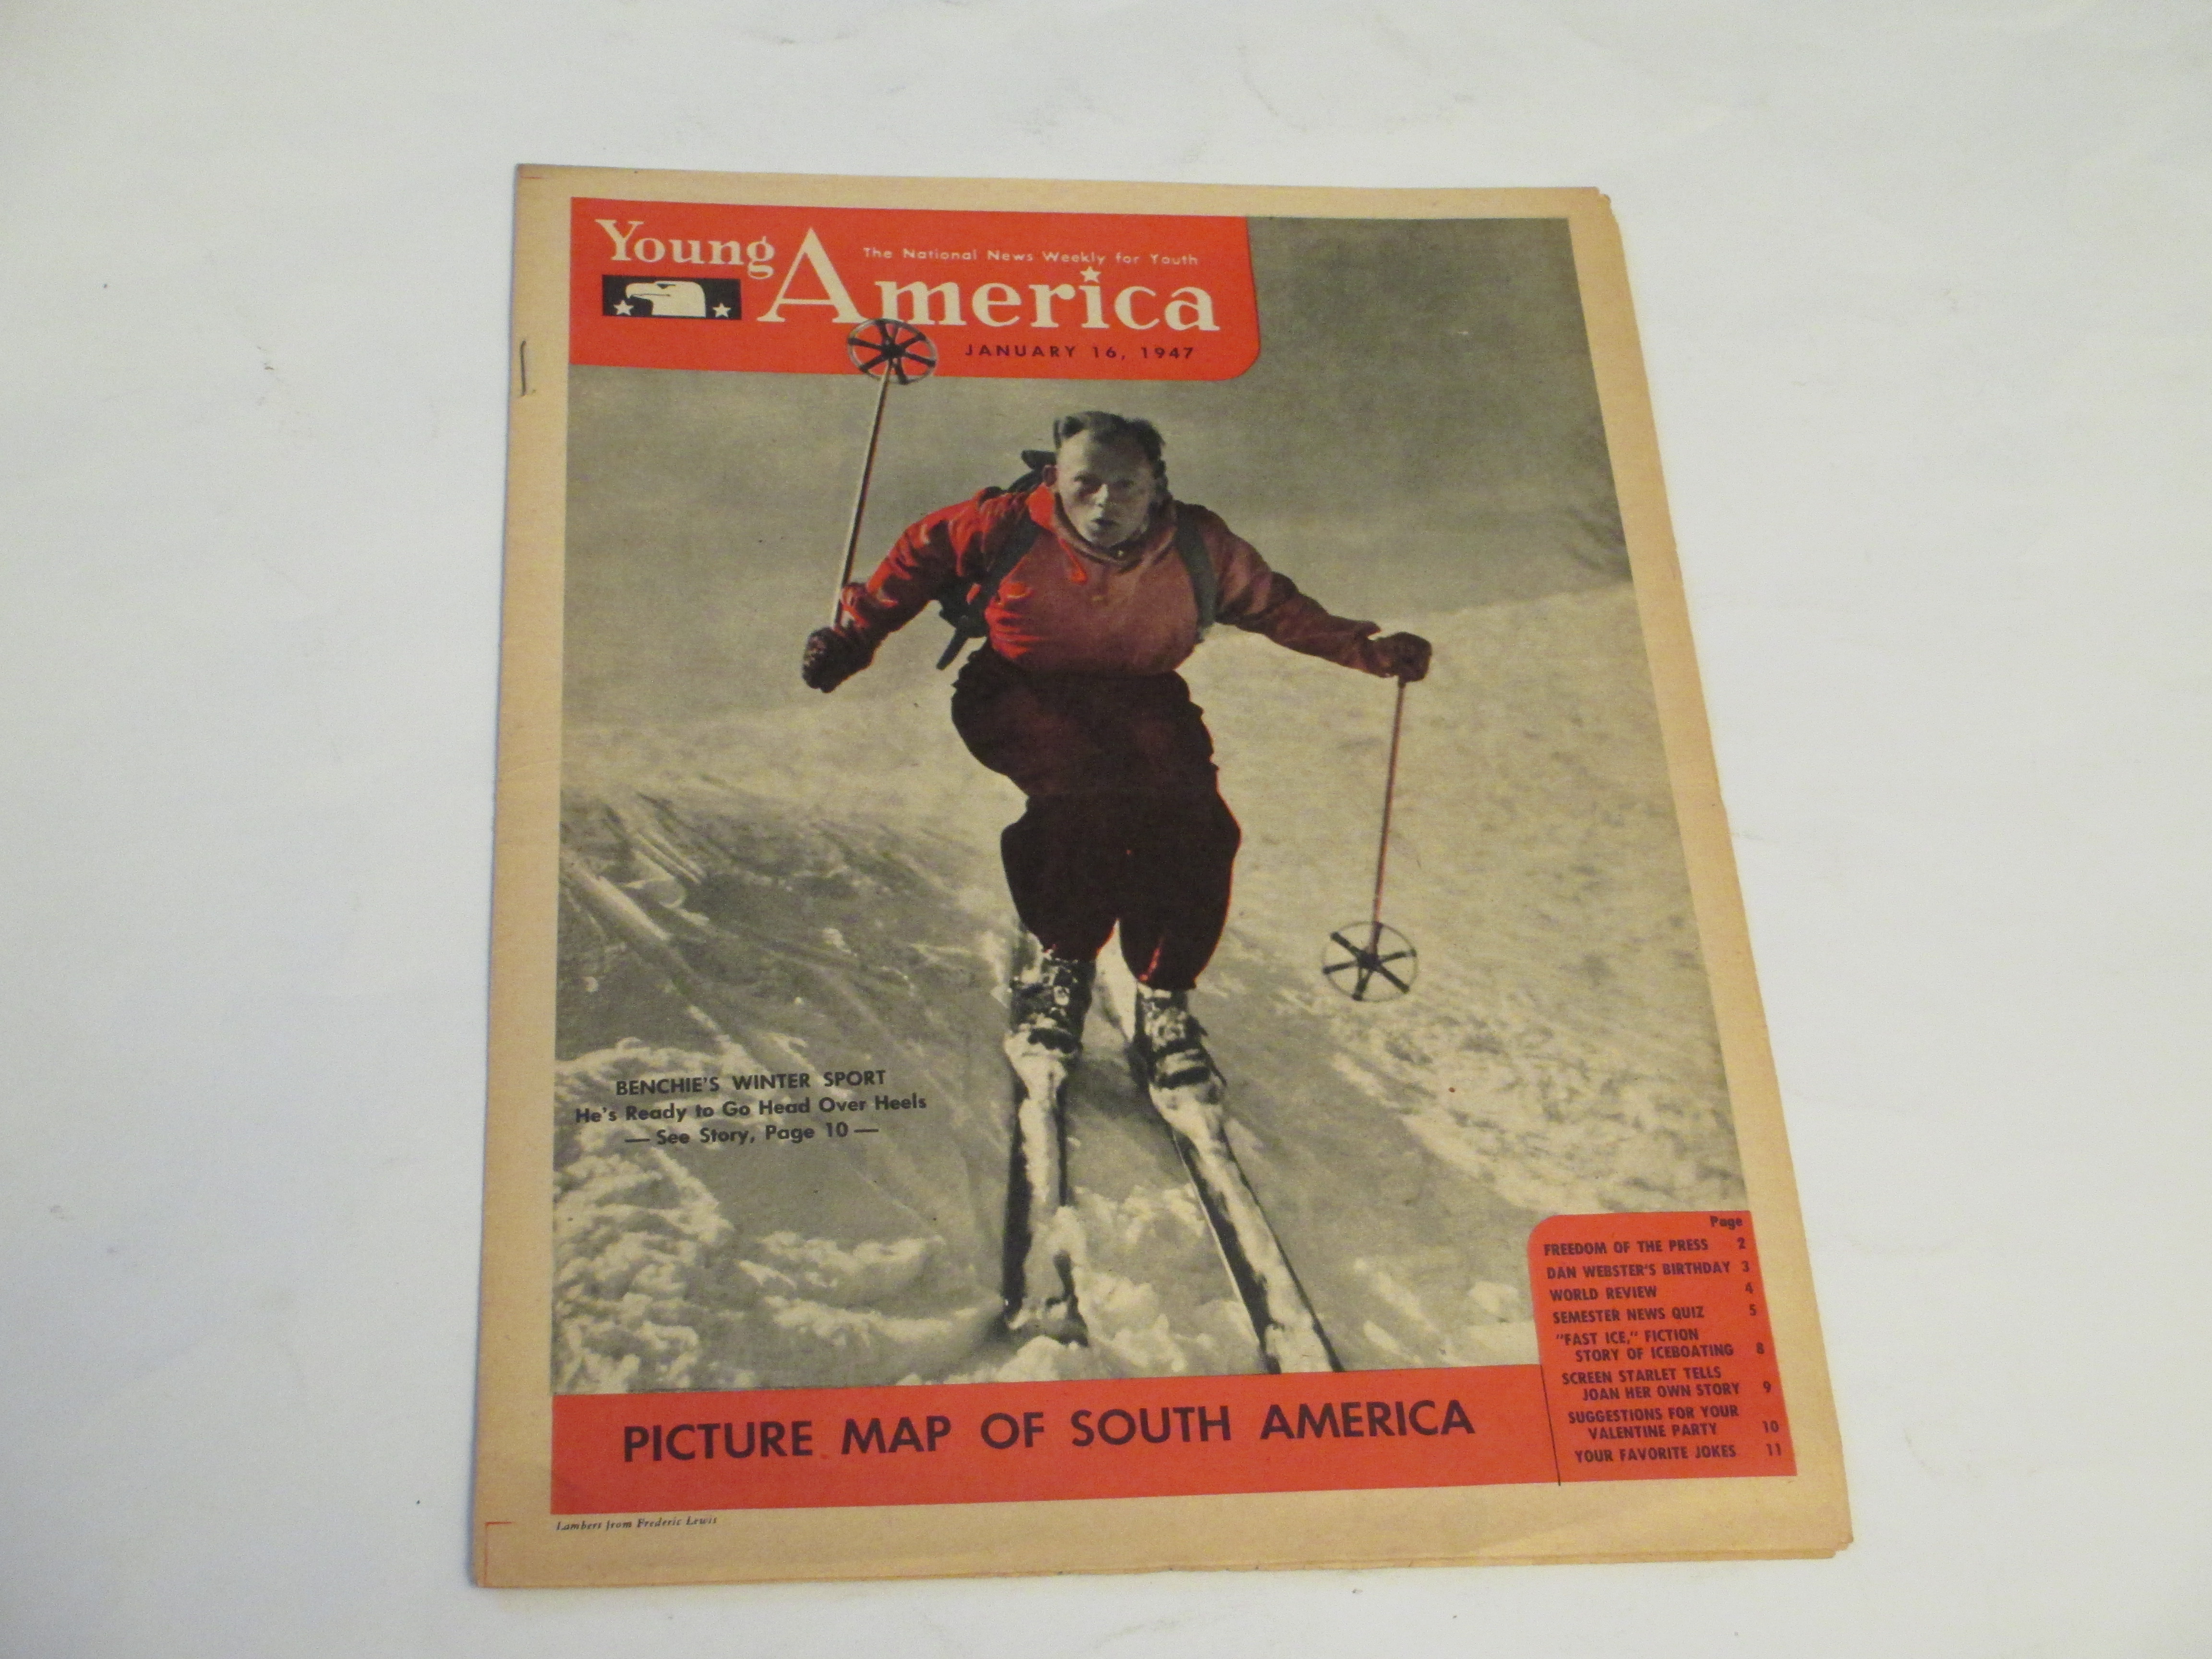 Young America
The National News Weekly for Youth
JANUARY 16, 1947
BENCHIE'S WINTER SPORT
He's Ready to Go Head Over Heels
— See Story, Page 10 —
Page
FREEDOM OF THE PRESS 2
DAN WEBSTER'S BIRTHDAY 3
WORLD REVIEW 4
SEMESTER NEWS QUIZ 5
"FAST ICE," FICTION
STORY OF ICEBOATING 8
SCREEN STARLET TELLS
JOAN HER OWN STORY 9
SUGGESTIONS FOR YOUR
VALENTINE PARTY 10
YOUR FAVORITE JOKES 11
PICTURE MAP OF SOUTH AMERICA
Lambert from Frederic Lewis